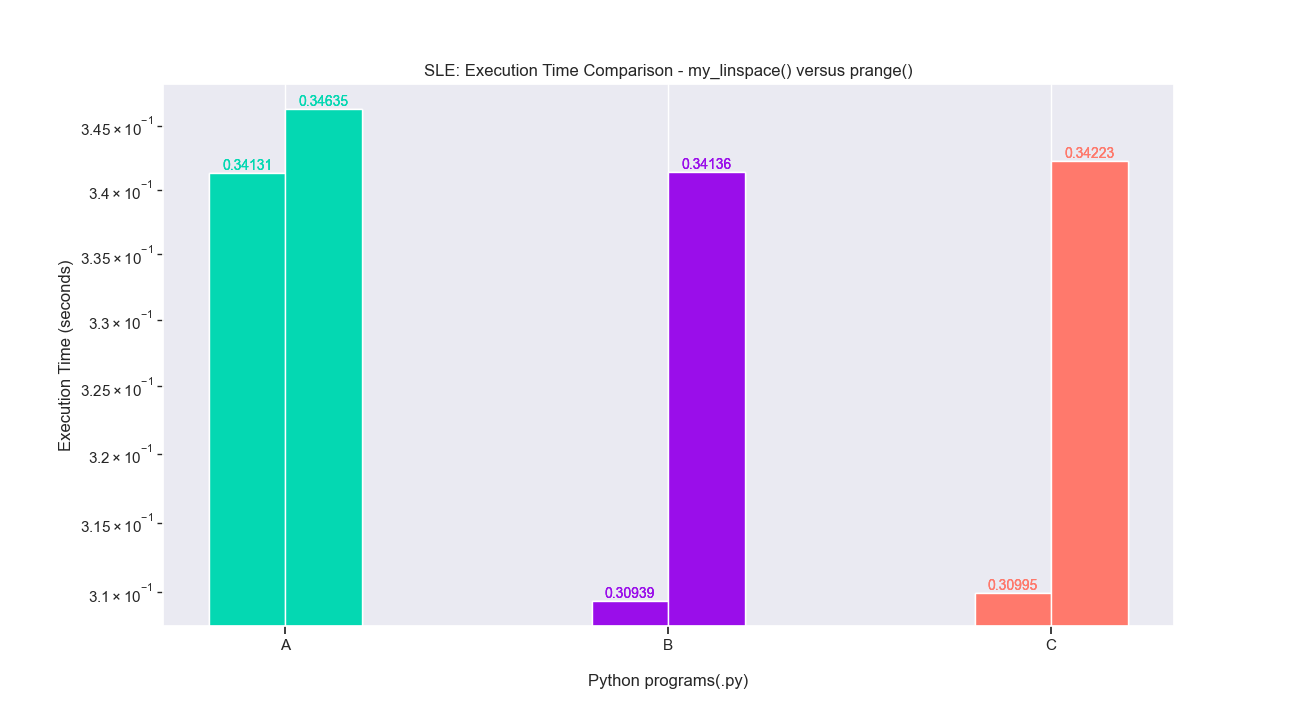 SLE: Execution Time Comparison - my_linspace() versus prange()
0.34635
3.45 × 10⁻¹
0.34131
0.34136
0.34223
3.4 × 10⁻¹
3.35 × 10⁻¹
3.3 × 10⁻¹
3.25 × 10⁻¹
3.2 × 10⁻¹
3.15 × 10⁻¹
3.1 × 10⁻¹
Execution Time (seconds)
0.30939
0.30995
A
B
C
Python programs(.py)